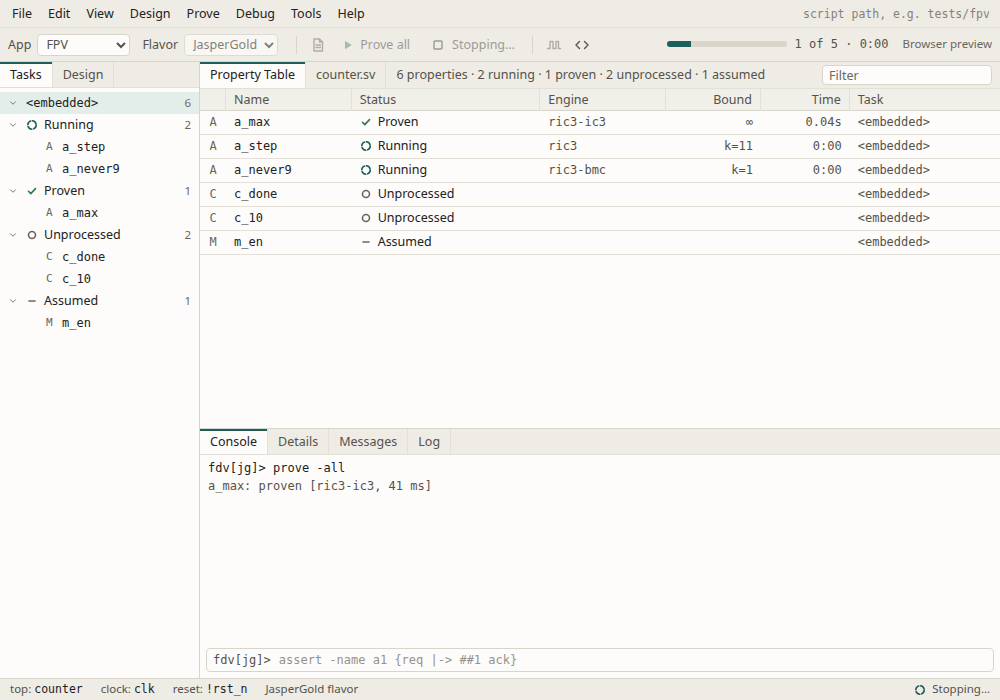 File Edit View Design Prove Debug Tools Help script path, e.g. tests/fpv
App FPV Flavor JasperGold Prove all Stopping... 1 of 5 · 0:00 Browser preview
Tasks Design
<embedded> 6
Running 2
A a_step
A a_never9
Proven 1
A a_max
Unprocessed 2
C c_done
C c_10
Assumed 1
M m_en
Property Table counter.sv 6 properties · 2 running · 1 proven · 2 unprocessed · 1 assumed Filter
Name Status Engine Bound Time Task
A a_max Proven ric3-ic3 ∞ 0.04s <embedded>
A a_step Running ric3 k=11 0:00 <embedded>
A a_never9 Running ric3-bmc k=1 0:00 <embedded>
C c_done Unprocessed <embedded>
C c_10 Unprocessed <embedded>
M m_en Assumed <embedded>
Console Details Messages Log
fdv[jg]> prove -all
a_max: proven [ric3-ic3, 41 ms]
fdv[jg]> assert -name a1 {req |-> ##1 ack}
top: counter clock: clk reset: !rst_n JasperGold flavor Stopping...